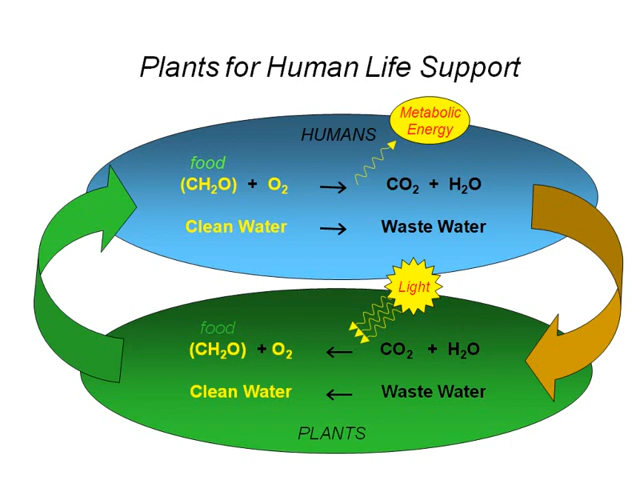 Plants for Human Life Support
Metabolic
Energy
HUMANS
food
(CH₂O) + O₂ → CO₂ + H₂O
Clean Water → Waste Water
Light
food
(CH₂O) + O₂ ← CO₂ + H₂O
Clean Water ← Waste Water
PLANTS